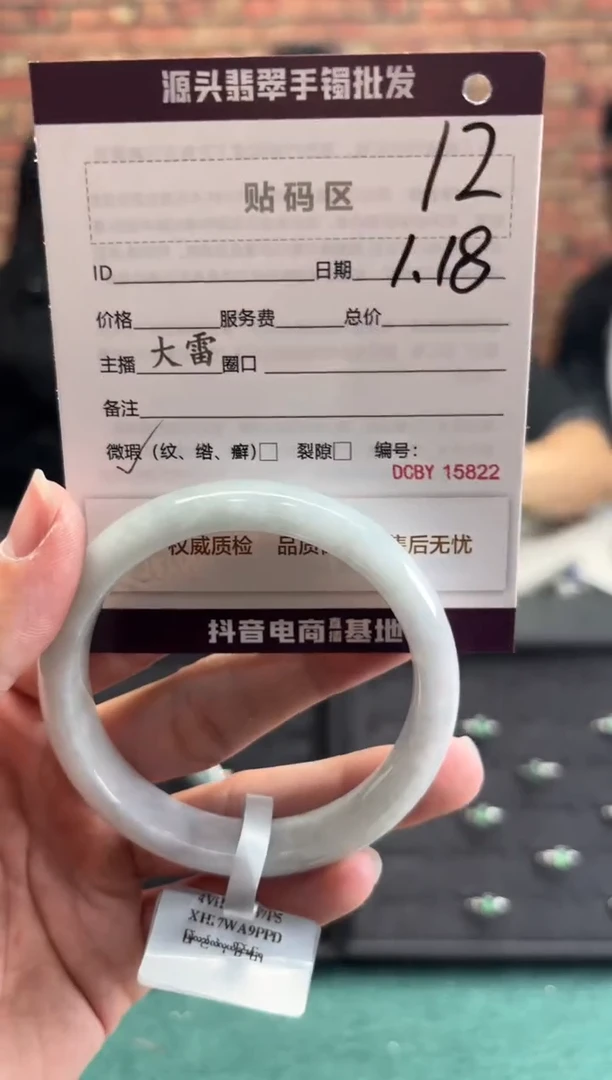 源头翡翠手镯批发
12
贴码区
ID 日期 1.18
价格 服务费 总价
主播 大雷 圈口
备注
微瑕✓（纹、绺、癣）□ 裂隙□ 编号：
DCBY 15822
权威质检 品质 售后无忧
抖音电商直播基地